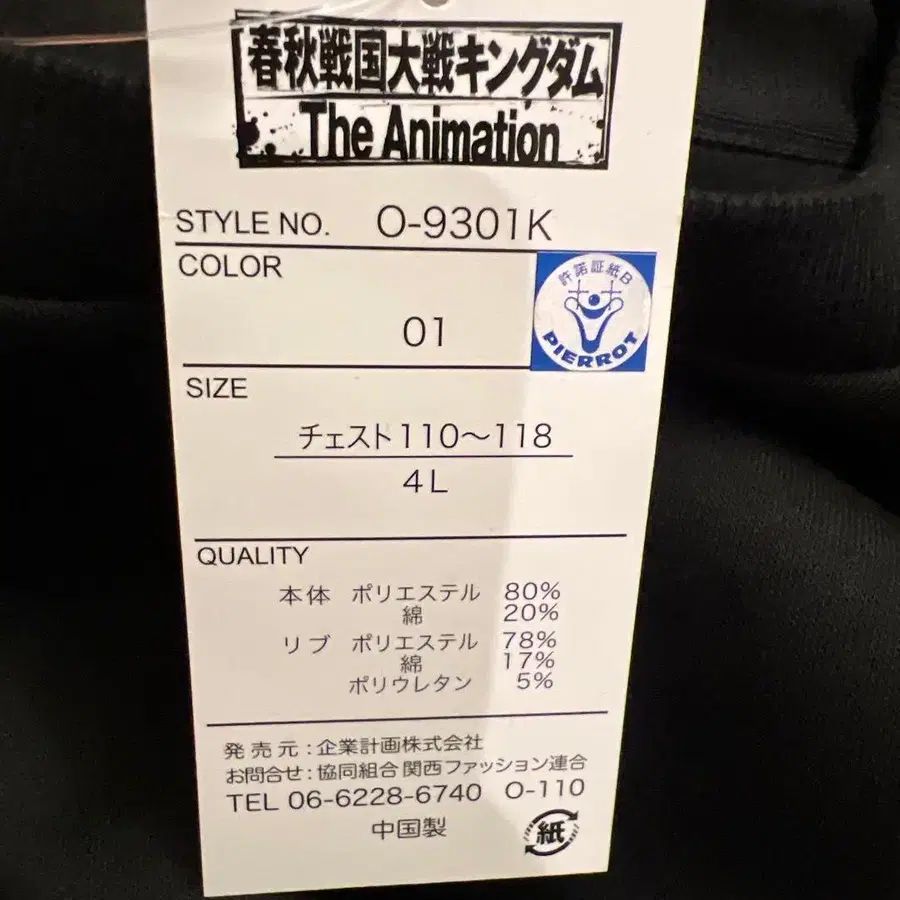 春秋戦国大戦キングダム
The Animation
STYLE NO. O-9301K
COLOR
01
許諾証紙B
PIERROT
SIZE
チェスト110〜118
4L
QUALITY
本体 ポリエステル 80%
綿 20%
リブ ポリエステル 78%
綿 17%
ポリウレタン 5%
発売元：企業計画株式会社
お問合せ：協同組合 関西ファッション連合
TEL 06-6228-6740 O-110
中国製
紙